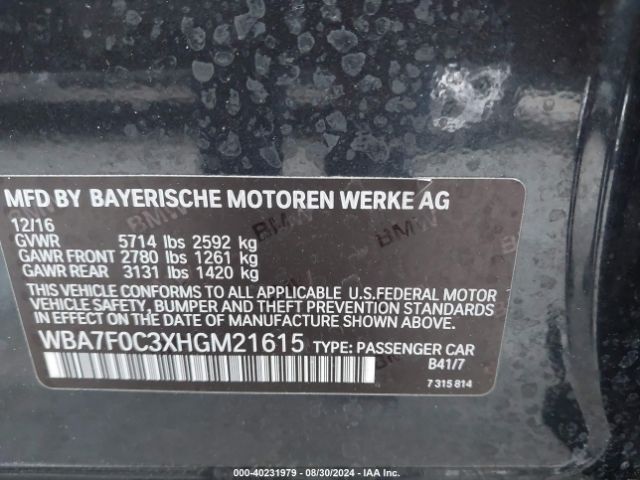 MFD BY BAYERISCHE MOTOREN WERKE AG
12/16
GVWR 5714 lbs 2592 kg
GAWR FRONT 2780 lbs 1261 kg
GAWR REAR 3131 lbs 1420 kg
THIS VEHICLE CONFORMS TO ALL APPLICABLE U.S.FEDERAL MOTOR
VEHICLE SAFETY, BUMPER AND THEFT PREVENTION STANDARDS
IN EFFECT ON THE DATE OF MANUFACTURE SHOWN ABOVE.
WBA7F0C3XHGM21615 TYPE: PASSENGER CAR
B41/7
7 315 814
000-40231979 - 08/30/2024 - IAA Inc.